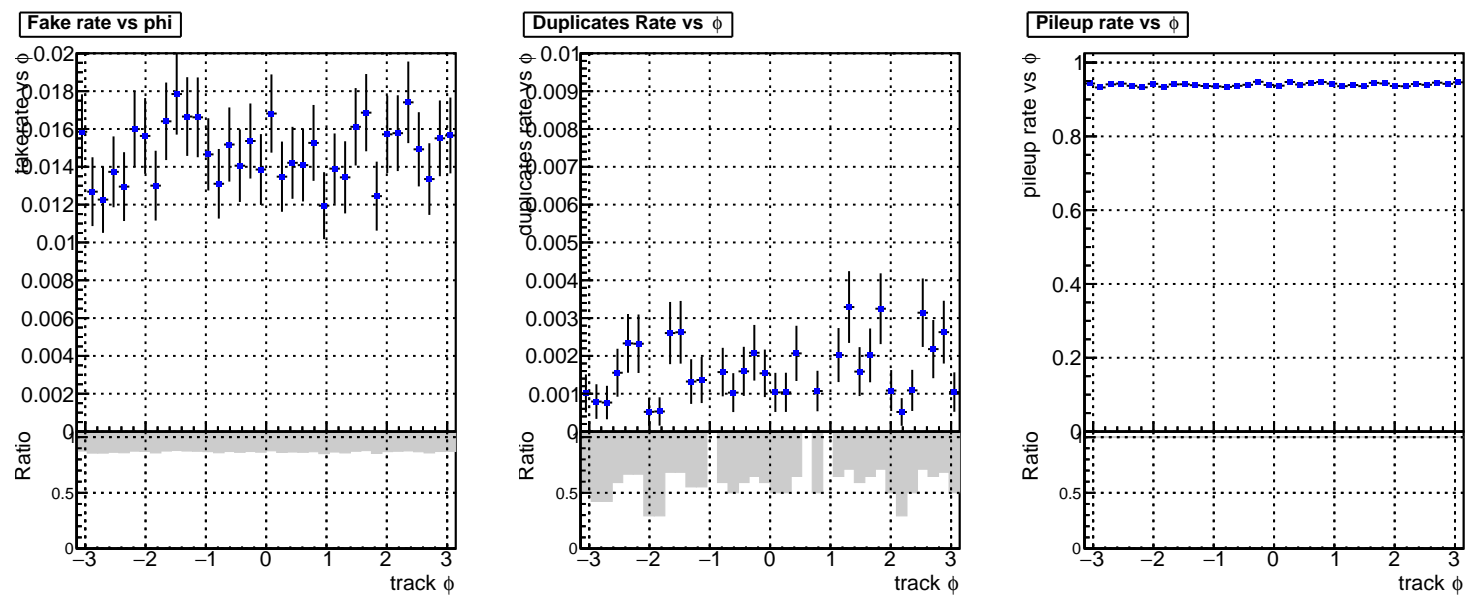 Fake rate vs phi
fakerate vs ϕ
0.02
0.018
0.016
0.014
0.012
0.01
0.008
0.006
0.004
0.002
0
Ratio
1
0.5
0
−3 −2 −1 0 1 2 3
track ϕ
Duplicates Rate vs ϕ
duplicates rate vs ϕ
0.01
0.009
0.008
0.007
0.006
0.005
0.004
0.003
0.002
0.001
0
Ratio
1
0.5
0
−3 −2 −1 0 1 2 3
track ϕ
Pileup rate vs ϕ
pileup rate vs ϕ
1
0.8
0.6
0.4
0.2
0
Ratio
1
0.5
0
−3 −2 −1 0 1 2 3
track ϕ